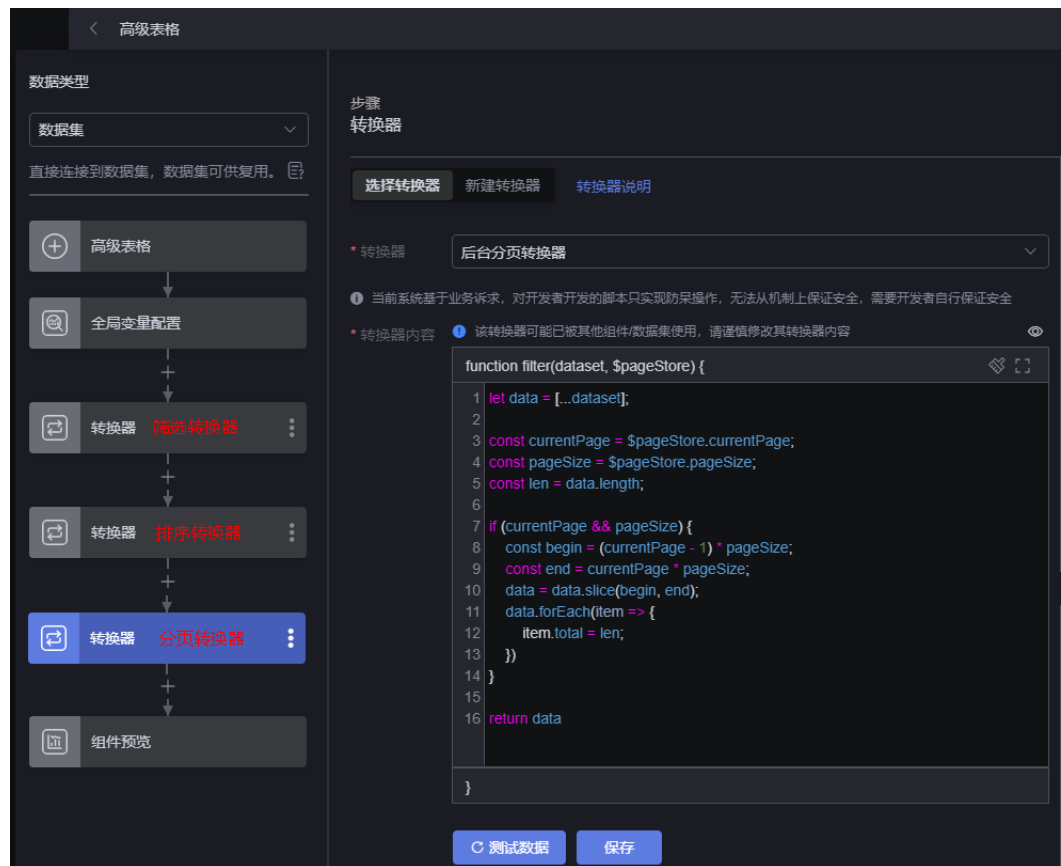 高级表格
数据类型
数据集
直接连接到数据集，数据集可供复用。
高级表格
全局变量配置
转换器 筛选转换器
转换器 排序转换器
转换器 分页转换器
组件预览
步骤
转换器
选择转换器 新建转换器 转换器说明
* 转换器 后台分页转换器
当前系统基于业务诉求，对开发者开发的脚本只实现防呆操作，无法从机制上保证安全，需要开发者自行保证安全
* 转换器内容 该转换器可能已被其他组件/数据集使用，请谨慎修改其转换器内容
function filter(dataset, $pageStore) {
1 let data = [...dataset];
2
3 const currentPage = $pageStore.currentPage;
4 const pageSize = $pageStore.pageSize;
5 const len = data.length;
6
7 if (currentPage && pageSize) {
8 const begin = (currentPage - 1) * pageSize;
9 const end = currentPage * pageSize;
10 data = data.slice(begin, end);
11 data.forEach(item => {
12 item.total = len;
13 })
14 }
15
16 return data
}
测试数据 保存